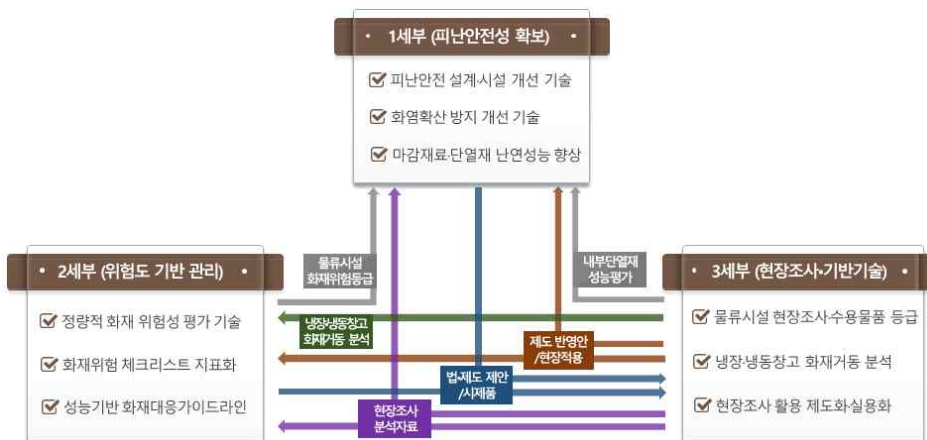 • 1세부 (피난안전성 확보) •
피난안전 설계·시설 개선 기술
화염확산 방지 개선 기술
마감재료·단열재 난연성능 향상
• 2세부 (위험도 기반 관리) •
정량적 화재 위험성 평가 기술
화재위험 체크리스트 지표화
성능기반 화재대응가이드라인
물류시설
화재위험등급
냉장·냉동창고
화재거동 분석
법·제도 제안
/시제품
현장조사
분석자료
내부단열재
성능평가
제도 반영안
/현장적용
• 3세부 (현장조사·기반기술) •
물류시설 현장조사·수용물품 등급
냉장·냉동창고 화재거동 분석
현장조사 활용 제도화·실용화